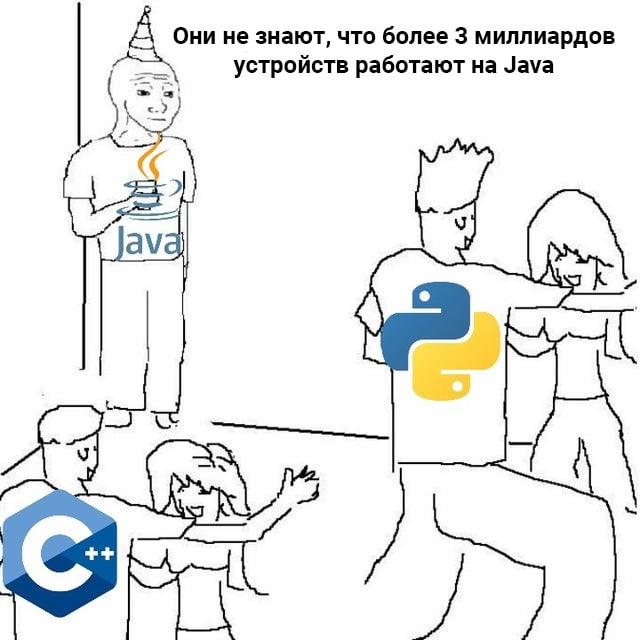 Они не знают, что более 3 миллиардов
устройств работают на Java
Java
C++